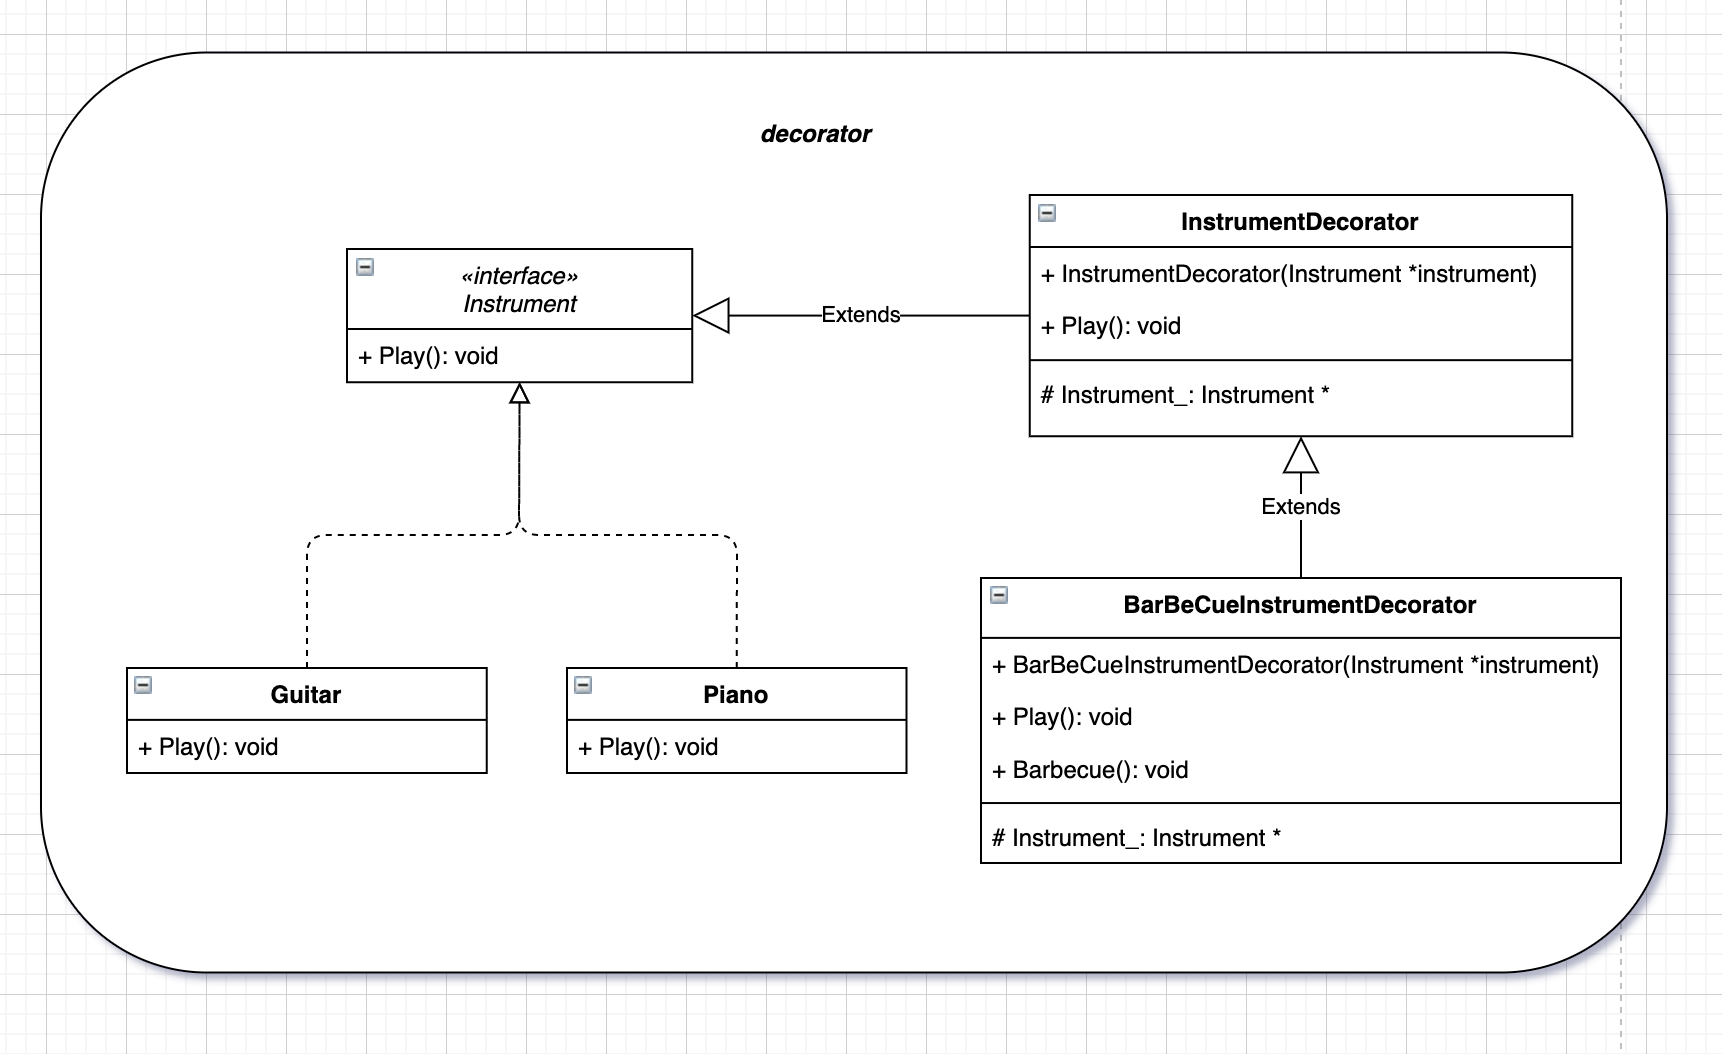 decorator
«interface»
Instrument
+ Play(): void
Extends
InstrumentDecorator
+ InstrumentDecorator(Instrument *instrument)
+ Play(): void
# Instrument_: Instrument *
Extends
Guitar
+ Play(): void
Piano
+ Play(): void
BarBeCueInstrumentDecorator
+ BarBeCueInstrumentDecorator(Instrument *instrument)
+ Play(): void
+ Barbecue(): void
# Instrument_: Instrument *